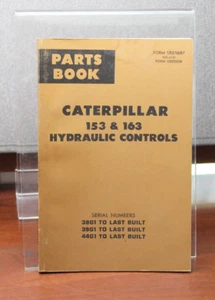 PARTS
BOOK
CATERPILLAR
153 & 163
HYDRAULIC CONTROLS
SERIAL NUMBERS
38G1 TO LAST BUILT
39G1 TO LAST BUILT
44G1 TO LAST BUILT